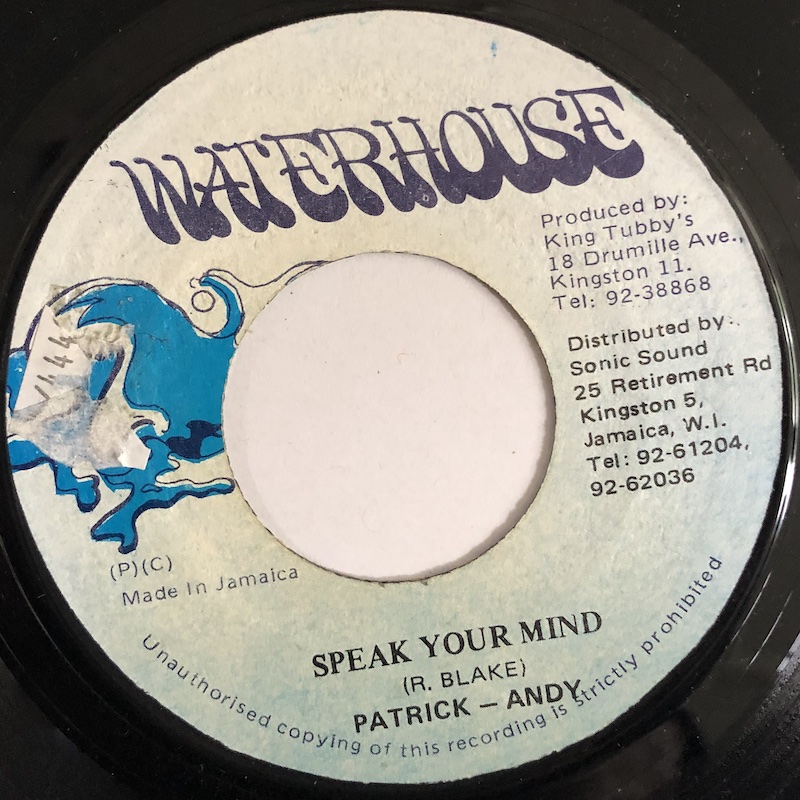 WATERHOUSE
Produced by:
King Tubby's
18 Drumille Ave.,
Kingston 11.
Tel: 92-38868
Distributed by:
Sonic Sound
25 Retirement Rd
Kingston 5,
Jamaica, W.I.
Tel: 92-61204,
92-62036
(P)(C)
Made In Jamaica
SPEAK YOUR MIND
(R. BLAKE)
PATRICK – ANDY
Unauthorised copying of this recording is strictly prohibited